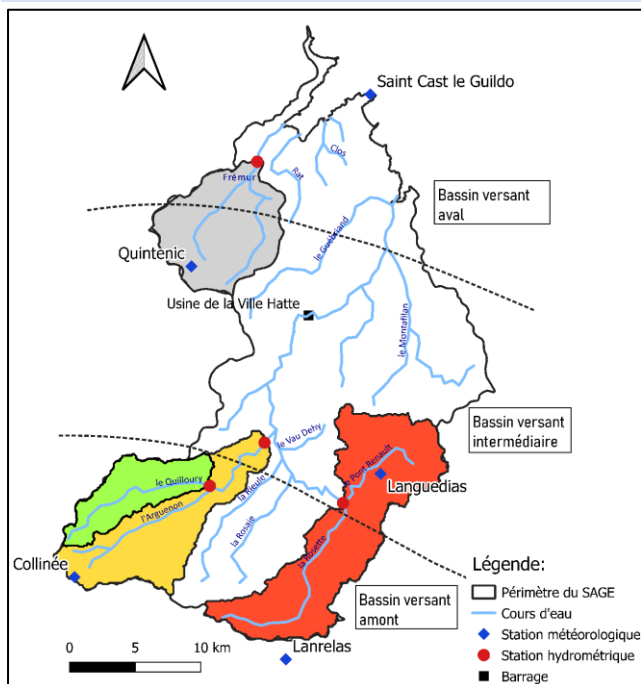 Saint Cast le Guildo
Clos
Rat
Frémur
Bassin versant
aval
le Guébriand
Quintenic
Usine de la Ville Hatte
le Montafilan
Bassin versant
intermédiaire
le Vau Dehy
le Pont Renault
le Quilloury
la Rieule
Languedias
l'Arguenon
la Rosaie
la Rosette
Collinée
Légende:
Périmètre du SAGE
Bassin versant
amont
Cours d'eau
Station météorologique
0 5 10 km
Lanrelas
Station hydrométrique
Barrage